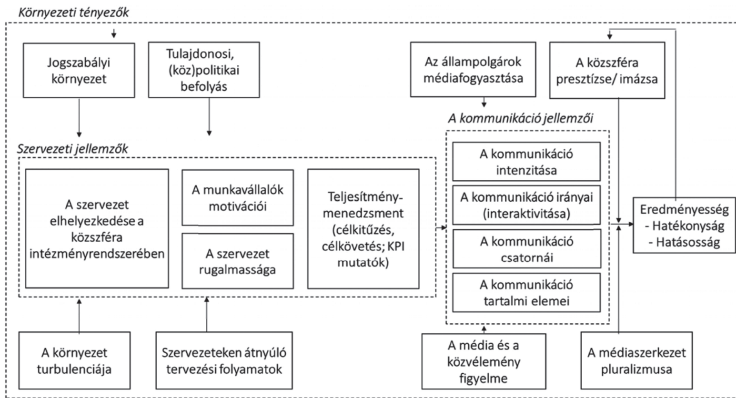 Környezeti tényezők
Jogszabályi
környezet
Tulajdonosi,
(köz)politikai
befolyás
Az állampolgárok
médiafogyasztása
A közszféra
presztízse/ imázsa
Szervezeti jellemzők
A szervezet
elhelyezkedése a
közszféra
intézményrendszerében
A munkavállalók
motivációi
A szervezet
rugalmassága
Teljesítmény-
menedzsment
(célkitűzés,
célkövetés; KPI
mutatók)
A kommunikáció jellemzői
A kommunikáció
intenzitása
A kommunikáció irányai
(interaktivitása)
A kommunikáció
csatornái
A kommunikáció
tartalmi elemei
Eredményesség
- Hatékonyság
- Hatásosság
A környezet
turbulenciája
Szervezeteken átnyúló
tervezési folyamatok
A média és a
közvélemény
figyelme
A médiaszerkezet
pluralizmusa